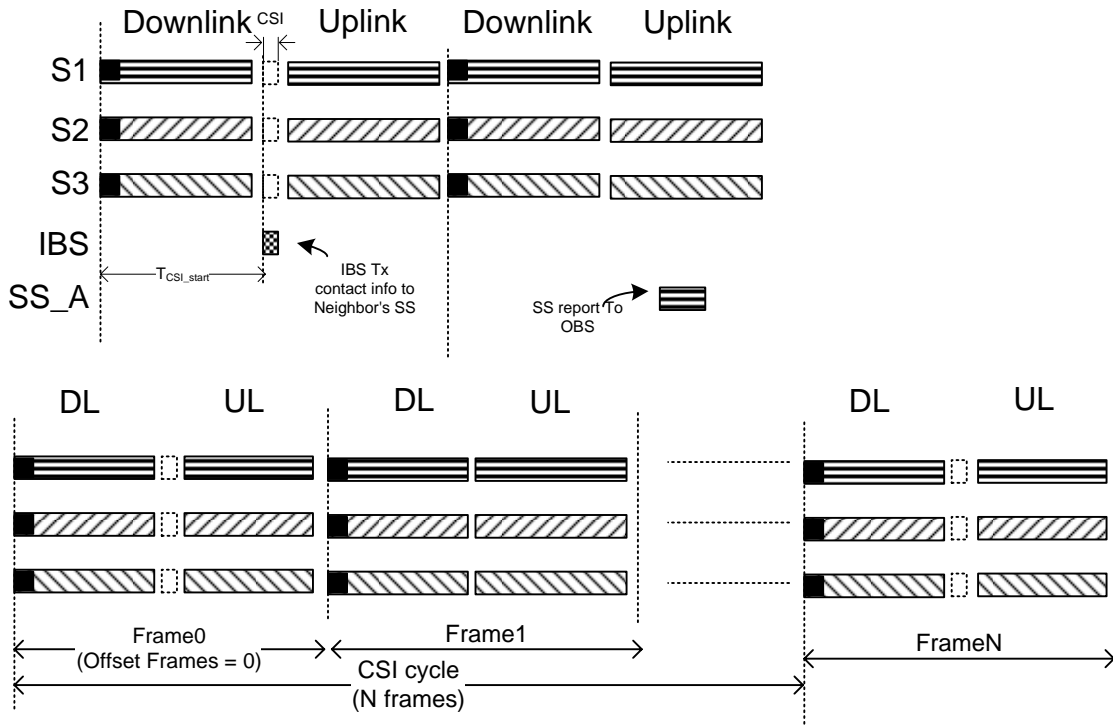 Downlink CSI Uplink Downlink Uplink
S1
S2
S3
IBS
T_CSI_start
IBS Tx
contact info to
Neighbor's SS
SS_A
SS report To
OBS
DL UL DL UL DL UL
Frame0
(Offset Frames = 0)
Frame1
FrameN
CSI cycle
(N frames)